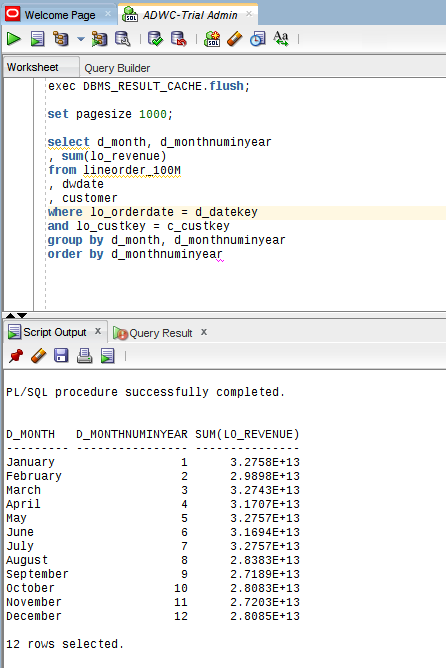 Welcome Page
ADWC-Trial Admin
SQL
SQL
Aa
Worksheet
Query Builder
exec DBMS_RESULT_CACHE.flush;
set pagesize 1000;
select d_month, d_monthnuminyear
, sum(lo_revenue)
from lineorder_100M
, dwdate
, customer
where lo_orderdate = d_datekey
and lo_custkey = c_custkey
group by d_month, d_monthnuminyear
order by d_monthnuminyear
Script Output x
Query Result x
PL/SQL procedure successfully completed.
D_MONTH D_MONTHNUMINYEAR SUM(LO_REVENUE)
--------- ---------------- ---------------
January 1 3.2758E+13
February 2 2.9898E+13
March 3 3.2743E+13
April 4 3.1707E+13
May 5 3.2757E+13
June 6 3.1694E+13
July 7 3.2757E+13
August 8 2.8383E+13
September 9 2.7189E+13
October 10 2.8083E+13
November 11 2.7203E+13
December 12 2.8085E+13
12 rows selected.